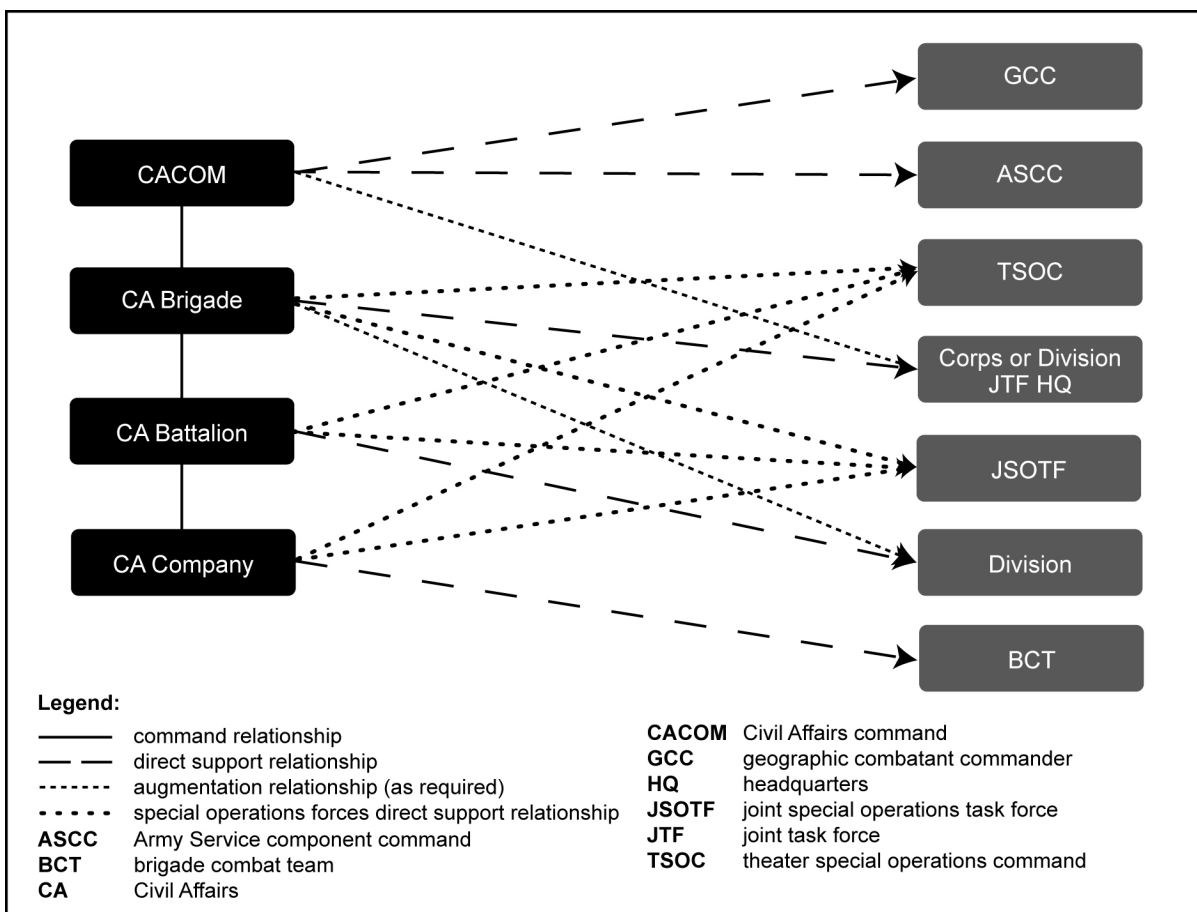 GCC
CACOM
ASCC
CA Brigade
TSOC
Corps or Division
JTF HQ
CA Battalion
JSOTF
CA Company
Division
BCT
Legend:
command relationship
direct support relationship
augmentation relationship (as required)
special operations forces direct support relationship
ASCC Army Service component command
BCT brigade combat team
CA Civil Affairs
CACOM Civil Affairs command
GCC geographic combatant commander
HQ headquarters
JSOTF joint special operations task force
JTF joint task force
TSOC theater special operations command